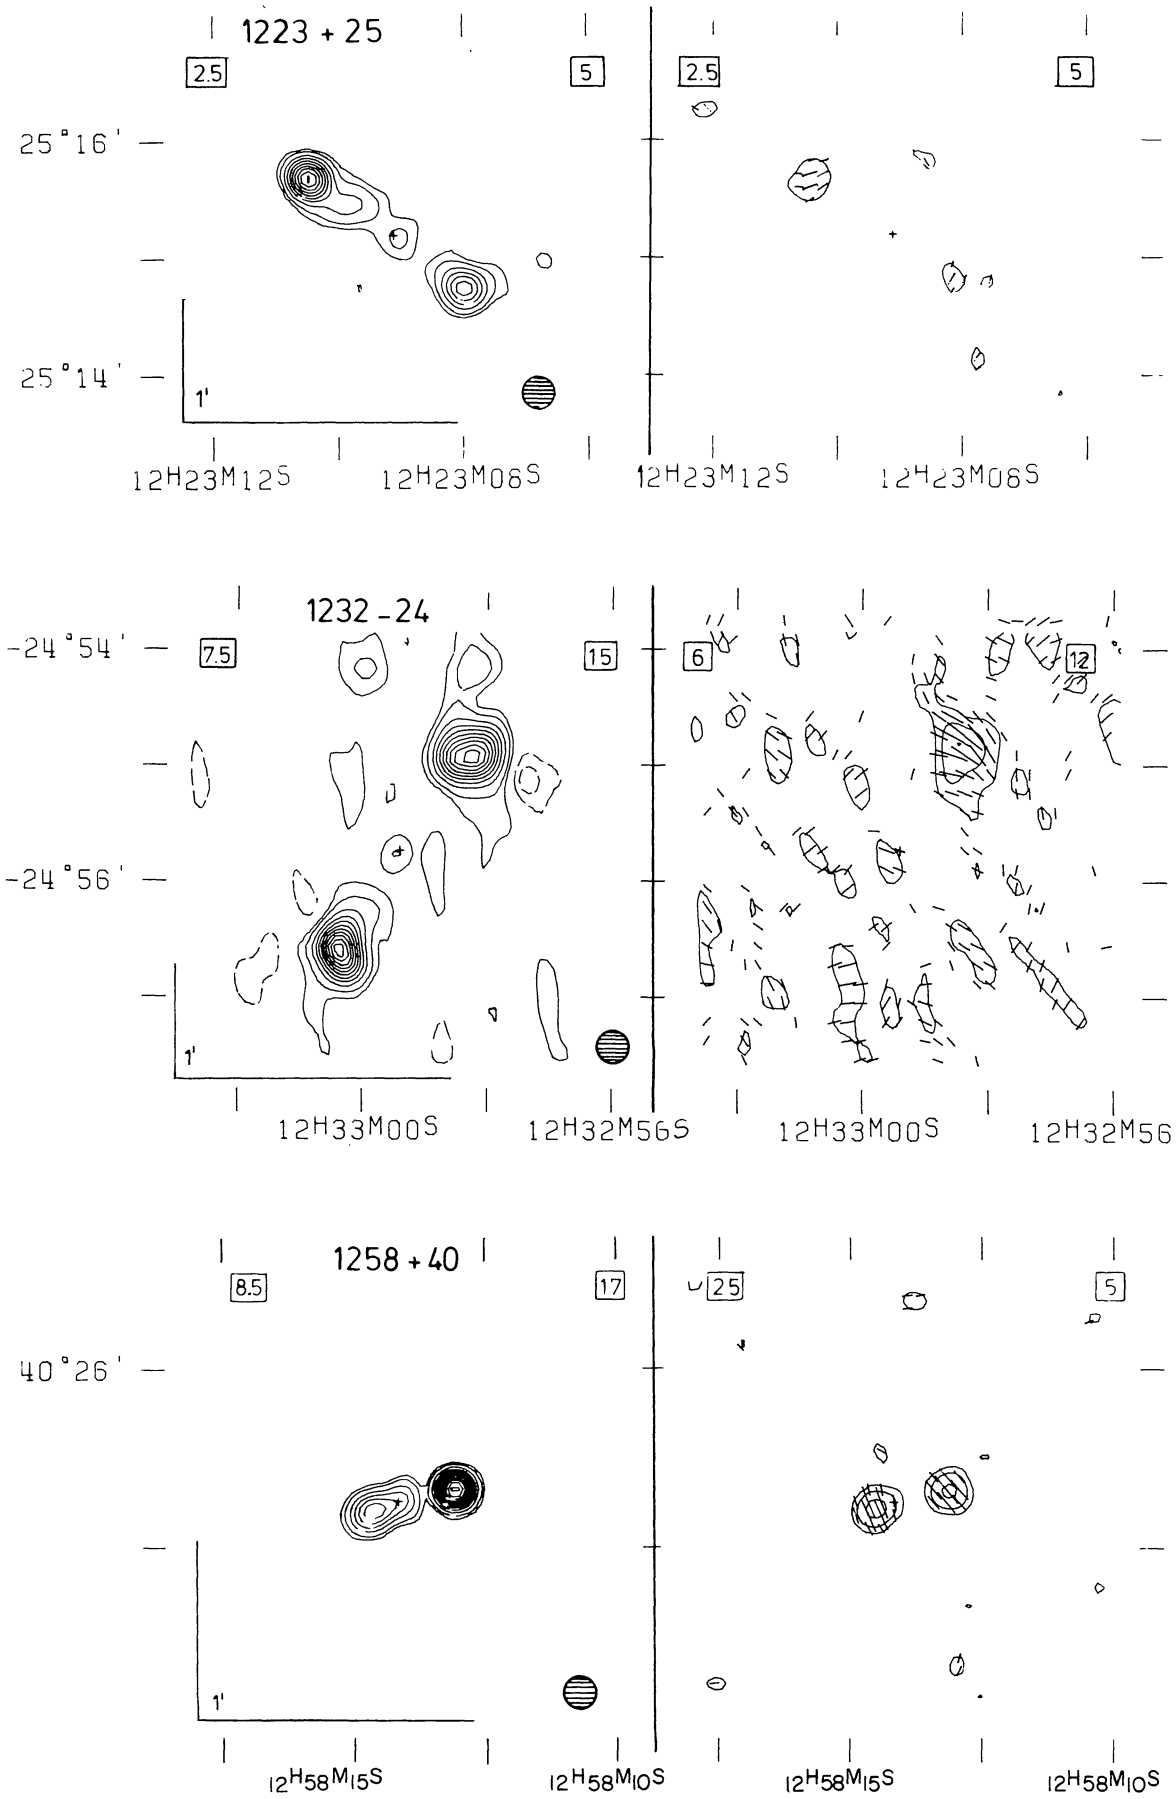 1223 + 25
2.5 5 2.5 5
25°16'
25°14'
1'
12H23M12S 12H23M08S 12H23M12S 12H23M08S
1232 - 24
-24°54' 7.5 15 6 12
-24°56'
1'
12H33M00S 12H32M56S 12H33M00S 12H32M56
1258 + 40
8.5 17 25 5
40°26'
1'
12H58M15S 12H58M10S 12H58M15S 12H58M10S